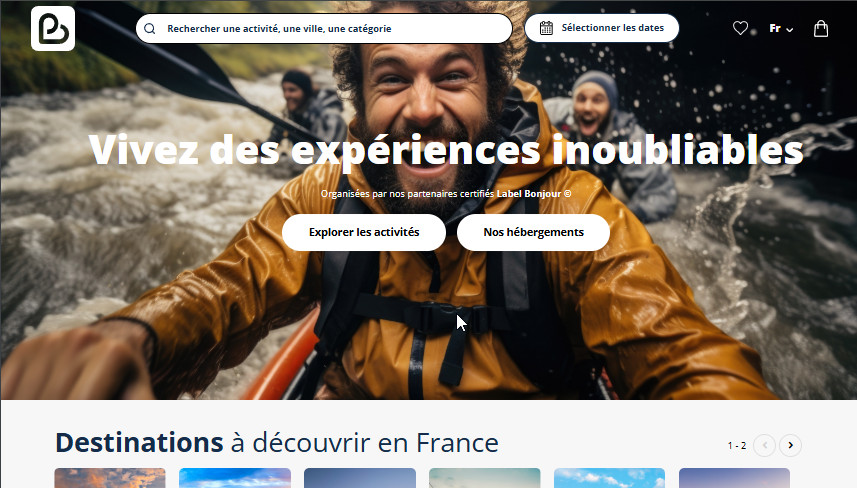 Rechercher une activité, une ville, une catégorie
Sélectionner les dates
Fr
Vivez des expériences inoubliables
Organisées par nos partenaires certifiés Label Bonjour ©
Explorer les activités
Nos hébergements
Destinations à découvrir en France
1 - 2